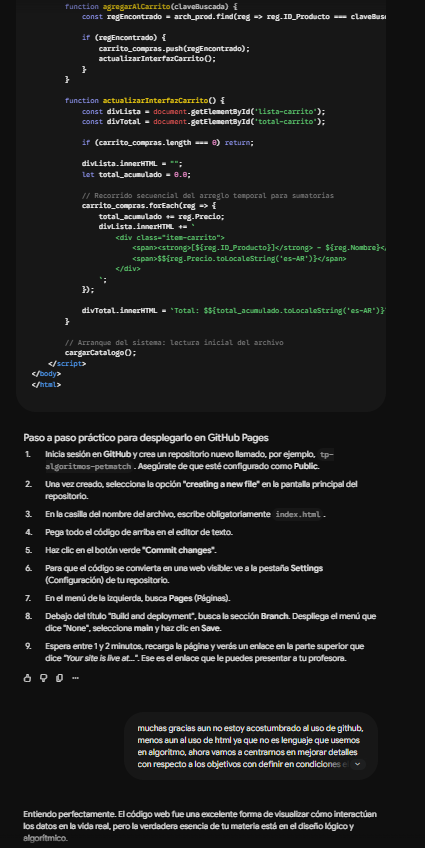 function agregarAlCarrito(claveBuscada) {
const regEncontrado = arch_prod.find(reg => reg.ID_Producto === claveBus
if (regEncontrado) {
carrito_compras.push(regEncontrado);
actualizarInterfazCarrito();
}
}
function actualizarInterfazCarrito() {
const divLista = document.getElementById('lista-carrito');
const divTotal = document.getElementById('total-carrito');
if (carrito_compras.length === 0) return;
divLista.innerHTML = "";
let total_acumulado = 0.0;
// Recorrido secuencial del arreglo temporal para sumatorias
carrito_compras.forEach(reg => {
total_acumulado += reg.Precio;
divLista.innerHTML += `
<div class="item-carrito">
<span><strong>[${reg.ID_Producto}]</strong> - ${reg.Nombre}<
<span>$${reg.Precio.toLocaleString('es-AR')}</span>
</div>
`;
});
divTotal.innerHTML = `Total: $${total_acumulado.toLocaleString('es-AR')}`
}
// Arranque del sistema: lectura inicial del archivo
cargarCatalogo();
</script>
</body>
</html>
Paso a paso práctico para desplegarlo en GitHub Pages
1. Inicia sesión en GitHub y crea un repositorio nuevo llamado, por ejemplo, tp-
algoritmos-petmatch . Asegúrate de que esté configurado como Public.
2. Una vez creado, selecciona la opción "creating a new file" en la pantalla principal del
repositorio.
3. En la casilla del nombre del archivo, escribe obligatoriamente index.html .
4. Pega todo el código de arriba en el editor de texto.
5. Haz clic en el botón verde "Commit changes".
6. Para que el código se convierta en una web visible: ve a la pestaña Settings
(Configuración) de tu repositorio.
7. En el menú de la izquierda, busca Pages (Páginas).
8. Debajo del título "Build and deployment", busca la sección Branch. Despliega el menú que
dice "None", selecciona main y haz clic en Save.
9. Espera entre 1 y 2 minutos, recarga la página y verás un enlace en la parte superior que
dice "Your site is live at...". Ese es el enlace que le puedes presentar a tu profesora.
muchas gracias aun no estoy acostumbrado al uso de github,
menos aun al uso de html ya que no es lenguaje que usemos
en algoritmo, ahora vamos a centrarnos en mejorar detalles
con respecto a los objetivos con definir en condiciones e
Entiendo perfectamente. El código web fue una excelente forma de visualizar cómo interactúan
los datos en la vida real, pero la verdadera esencia de tu materia está en el diseño lógico y
algorítmico.